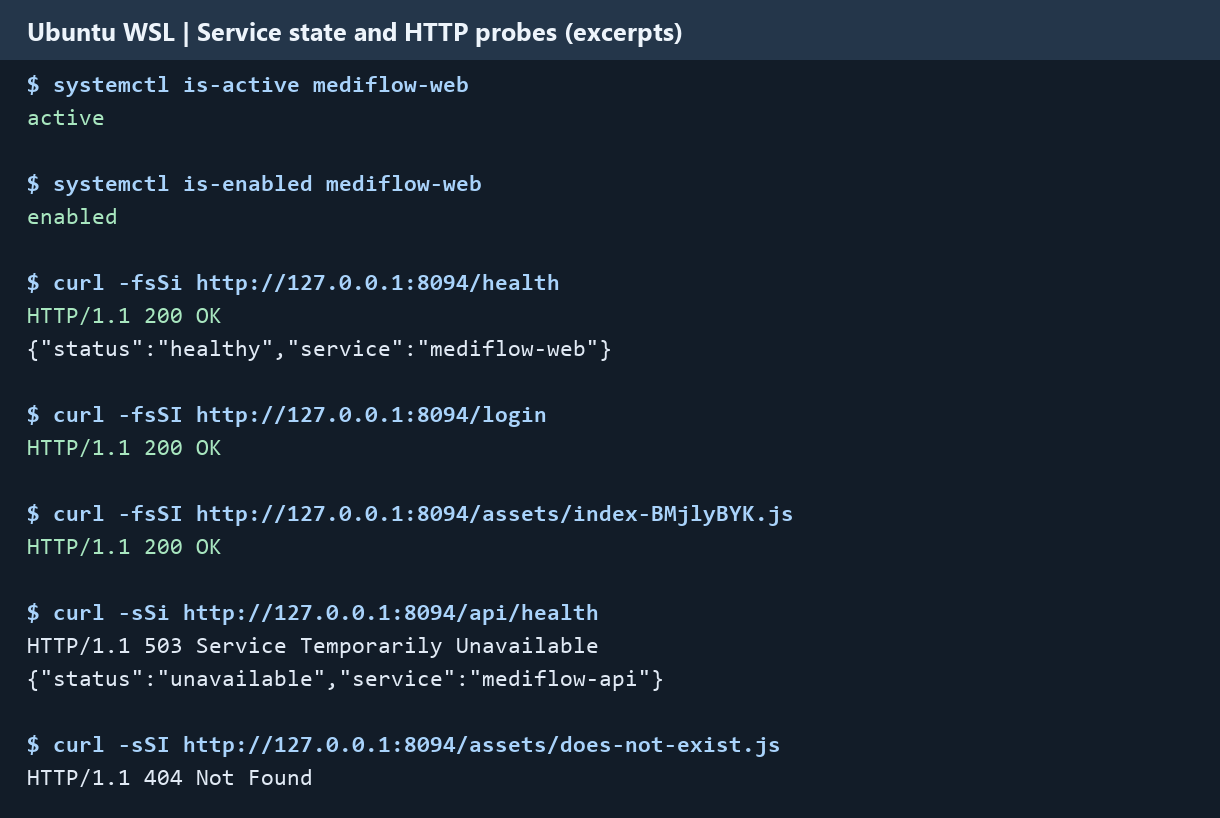 Ubuntu WSL | Service state and HTTP probes (excerpts)
$ systemctl is-active mediflow-web
active
$ systemctl is-enabled mediflow-web
enabled
$ curl -fsSi http://127.0.0.1:8094/health
HTTP/1.1 200 OK
{"status":"healthy","service":"mediflow-web"}
$ curl -fsSI http://127.0.0.1:8094/login
HTTP/1.1 200 OK
$ curl -fsSI http://127.0.0.1:8094/assets/index-BMjlyBYK.js
HTTP/1.1 200 OK
$ curl -sSi http://127.0.0.1:8094/api/health
HTTP/1.1 503 Service Temporarily Unavailable
{"status":"unavailable","service":"mediflow-api"}
$ curl -sSI http://127.0.0.1:8094/assets/does-not-exist.js
HTTP/1.1 404 Not Found